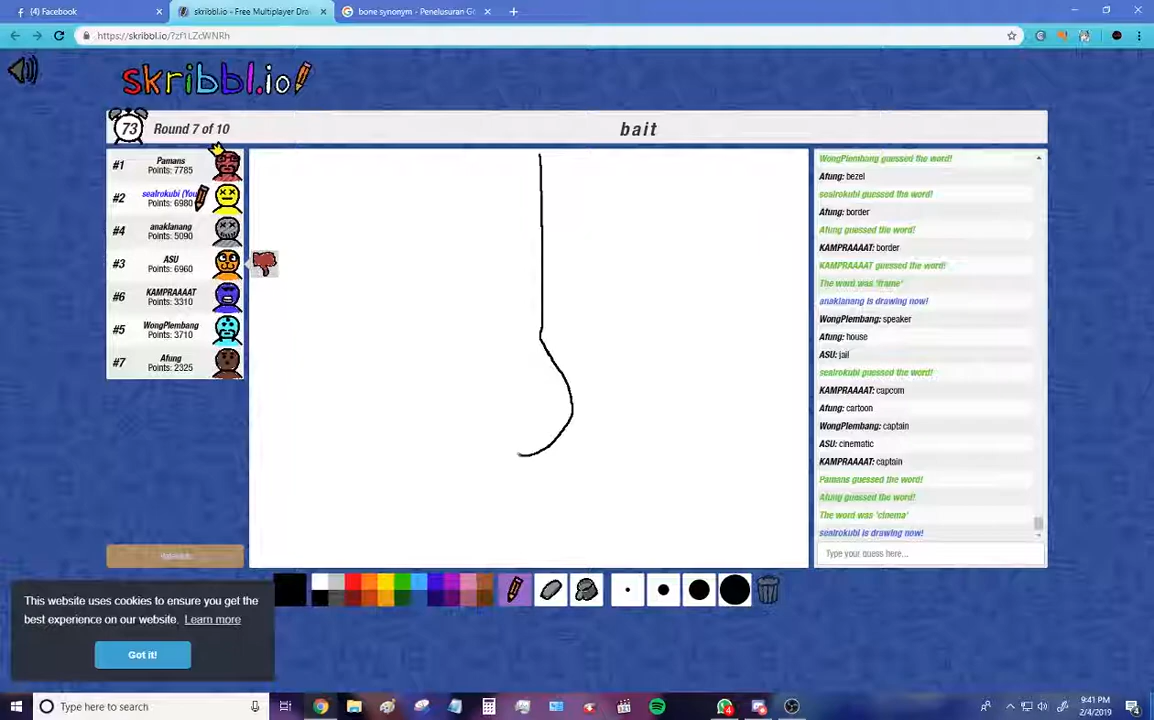 (4) Facebook
skribbl.io - Free Multiplayer Dra
bone synonym - Penelusuran G
https://skribbl.io/?zf1LZcWNRh
skribbl.io
73
Round 7 of 10
bait
#1
Pamans
Points: 7785
#2
sealrokubi (You
Points: 6980
#4
anaklanang
Points: 5090
#3
ASU
Points: 6960
#6
KAMPRAAAAT
Points: 3310
#5
WongPlembang
Points: 3710
#7
Afung
Points: 2325
WongPlembang guessed the word!
Afung: bezel
sealrokubi guessed the word!
Afung: border
Afung guessed the word!
KAMPRAAAAT: border
KAMPRAAAAT guessed the word!
The word was 'frame'
anaklanang is drawing now!
WongPlembang: speaker
Afung: house
ASU: jail
sealrokubi guessed the word!
KAMPRAAAAT: capcom
Afung: cartoon
WongPlembang: captain
ASU: cinematic
KAMPRAAAAT: captain
Pamans guessed the word!
Afung guessed the word!
The word was 'cinema'
sealrokubi is drawing now!
Type your guess here...
This website uses cookies to ensure you get the
best experience on our website. Learn more
Got it!
Type here to search
9:41 PM
2/4/2019